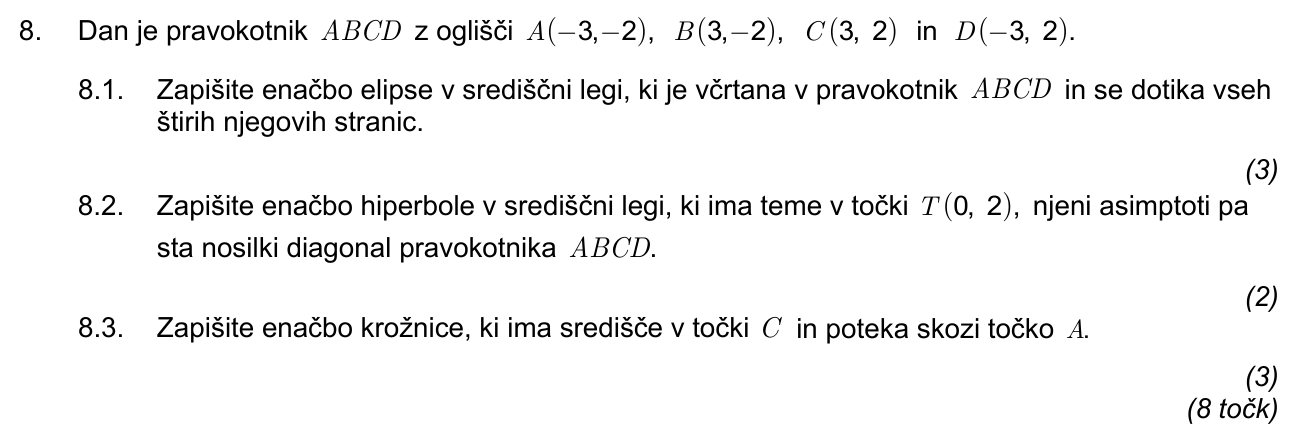 8. Dan je pravokotnik ABCD z oglišči A(−3,−2), B(3,−2), C(3, 2) in D(−3, 2).
8.1. Zapišite enačbo elipse v središčni legi, ki je včrtana v pravokotnik ABCD in se dotika vseh
štirih njegovih stranic.
(3)
8.2. Zapišite enačbo hiperbole v središčni legi, ki ima teme v točki T(0, 2), njeni asimptoti pa
sta nosilki diagonal pravokotnika ABCD.
(2)
8.3. Zapišite enačbo krožnice, ki ima središče v točki C in poteka skozi točko A.
(3)
(8 točk)